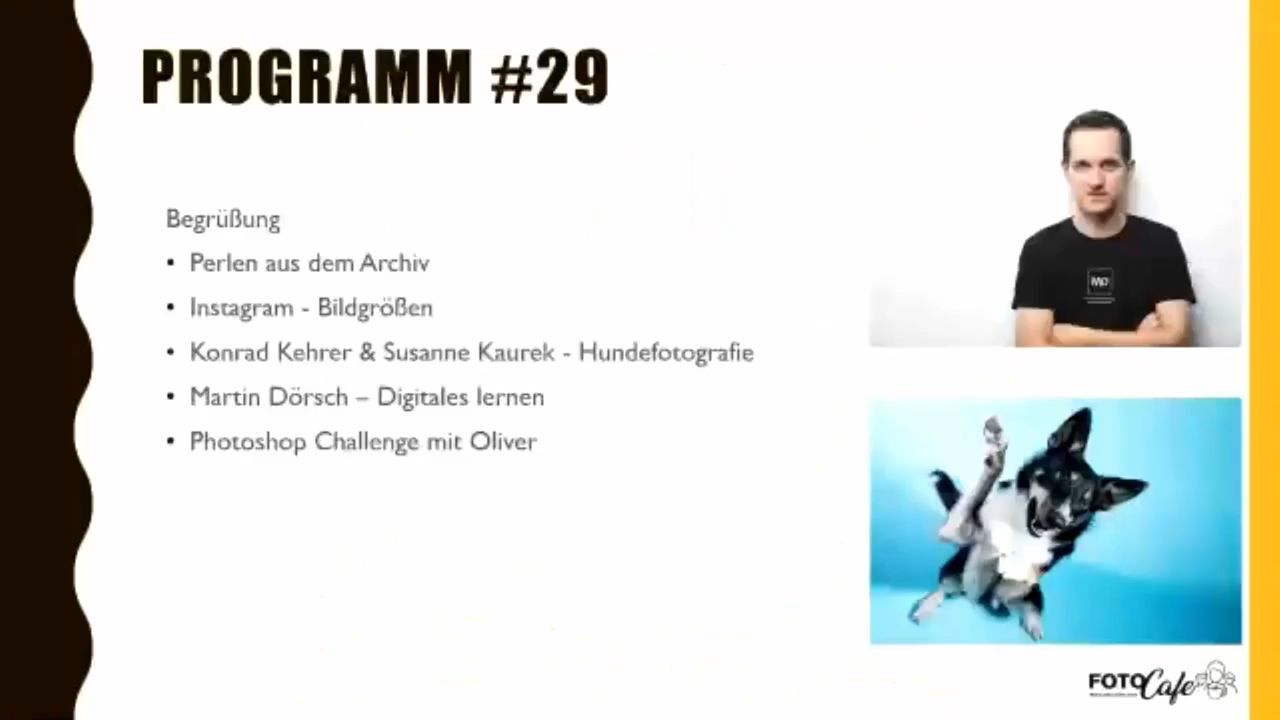 PROGRAMM #29
Begrüßung
• Perlen aus dem Archiv
• Instagram - Bildgrößen
• Konrad Kehrer & Susanne Kaurek - Hundefotografie
• Martin Dörsch – Digitales lernen
• Photoshop Challenge mit Oliver
MD
FOTO Cafe